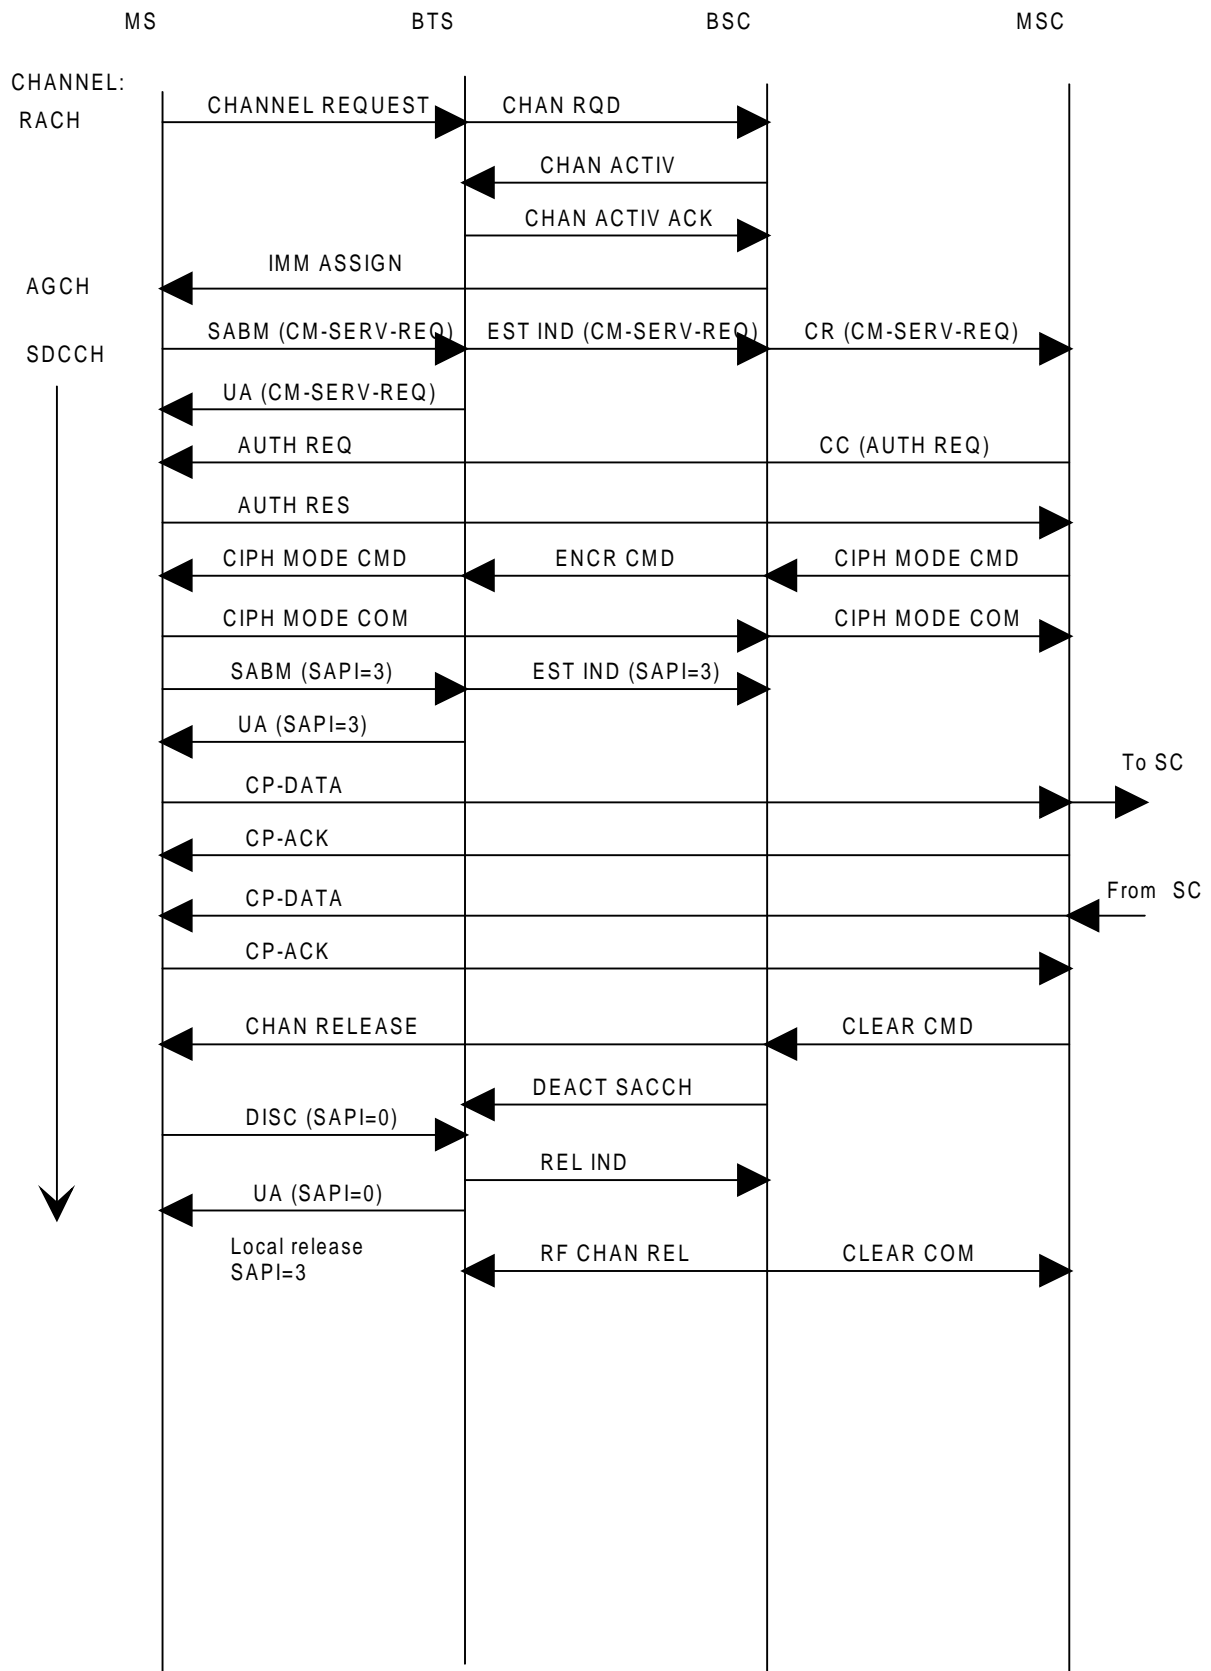 MS BTS BSC MSC
CHANNEL:
CHANNEL REQUEST CHAN RQD
RACH
CHAN ACTIV
CHAN ACTIV ACK
IMM ASSIGN
AGCH
SABM (CM-SERV-REQ) EST IND (CM-SERV-REQ) CR (CM-SERV-REQ)
SDCCH
UA (CM-SERV-REQ)
AUTH REQ CC (AUTH REQ)
AUTH RES
CIPH MODE CMD ENCR CMD CIPH MODE CMD
CIPH MODE COM CIPH MODE COM
SABM (SAPI=3) EST IND (SAPI=3)
UA (SAPI=3)
To SC
CP-DATA
CP-ACK
From SC
CP-DATA
CP-ACK
CHAN RELEASE CLEAR CMD
DEACT SACCH
DISC (SAPI=0)
REL IND
UA (SAPI=0)
Local release
SAPI=3
RF CHAN REL CLEAR COM